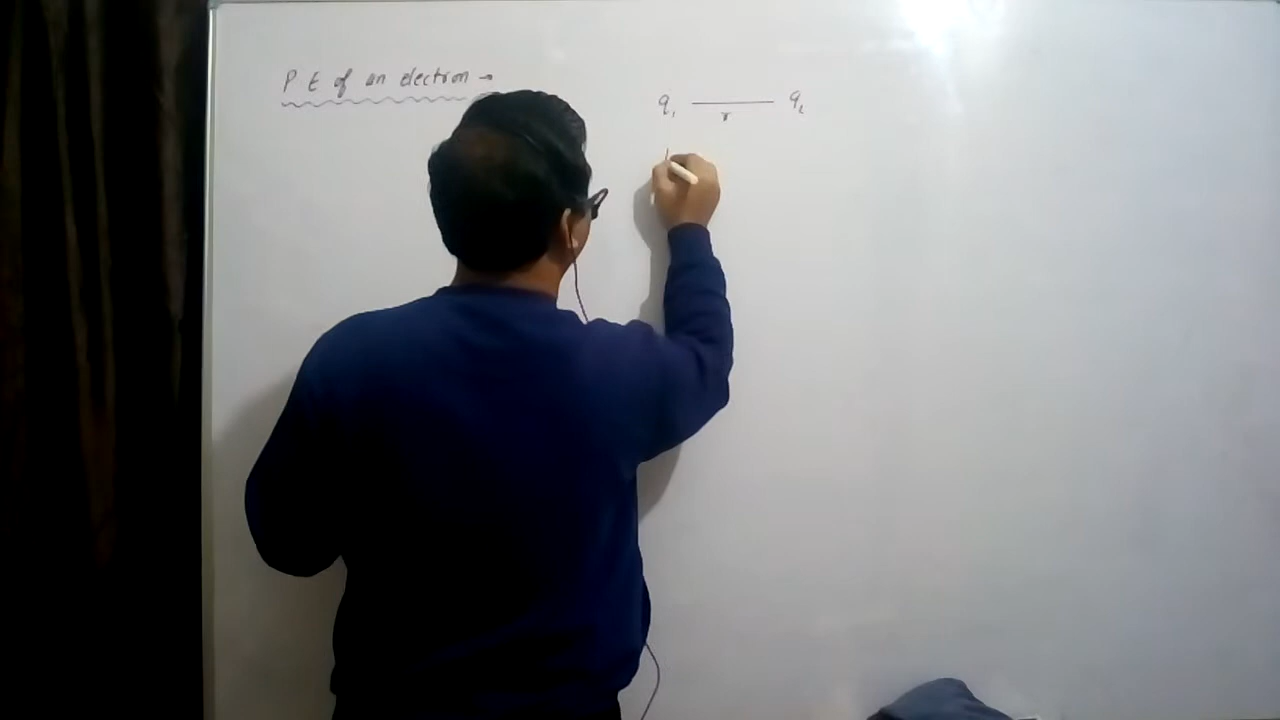 P E of an electron →
q₁ —— q₂
r